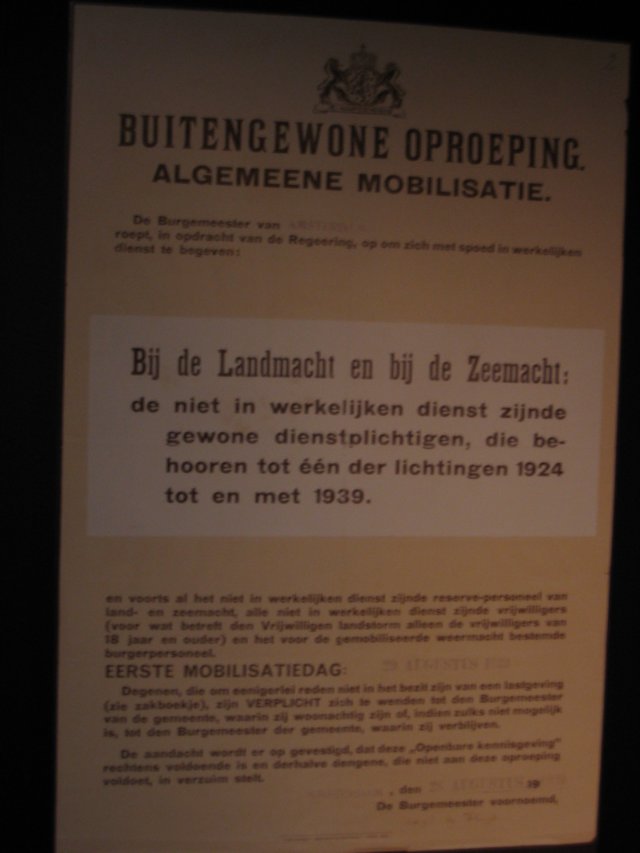 BUITENGEWONE OPROEPING.
ALGEMEENE MOBILISATIE.
De Burgemeester van
roept, in opdracht van de Regeering, op om zich met spoed in werkelijken
dienst te begeven:
Bij de Landmacht en bij de Zeemacht:
de niet in werkelijken dienst zijnde
gewone dienstplichtigen, die be-
hooren tot één der lichtingen 1924
tot en met 1939.
en voorts al het niet in werkelijken dienst zijnde reserve-personeel van
land- en zeemacht, alle niet in werkelijken dienst zijnde vrijwilligers
(voor wat betreft den Vrijwilligen landstorm alleen de vrijwilligers van
18 jaar en ouder) en het voor de gemobiliseerde weermacht bestemde
burgerpersoneel.
EERSTE MOBILISATIEDAG: 29 AUGUSTUS 1939
Degenen, die om eenigerlei reden niet in het bezit zijn van een lastgeving
(zie zakboekje), zijn VERPLICHT zich te wenden tot den Burgemeester
van de gemeente, waarin zij woonachtig zijn of, indien zulks niet mogelijk
is, tot den Burgemeester der gemeente, waarin zij verblijven.
De aandacht wordt er op gevestigd, dat deze „Openbare kennisgeving"
rechtens voldoende is en derhalve dengene, die niet aan deze oproeping
voldoet, in verzuim stelt.
, den 28 AUGUSTUS 19
De Burgemeester voornoemd,